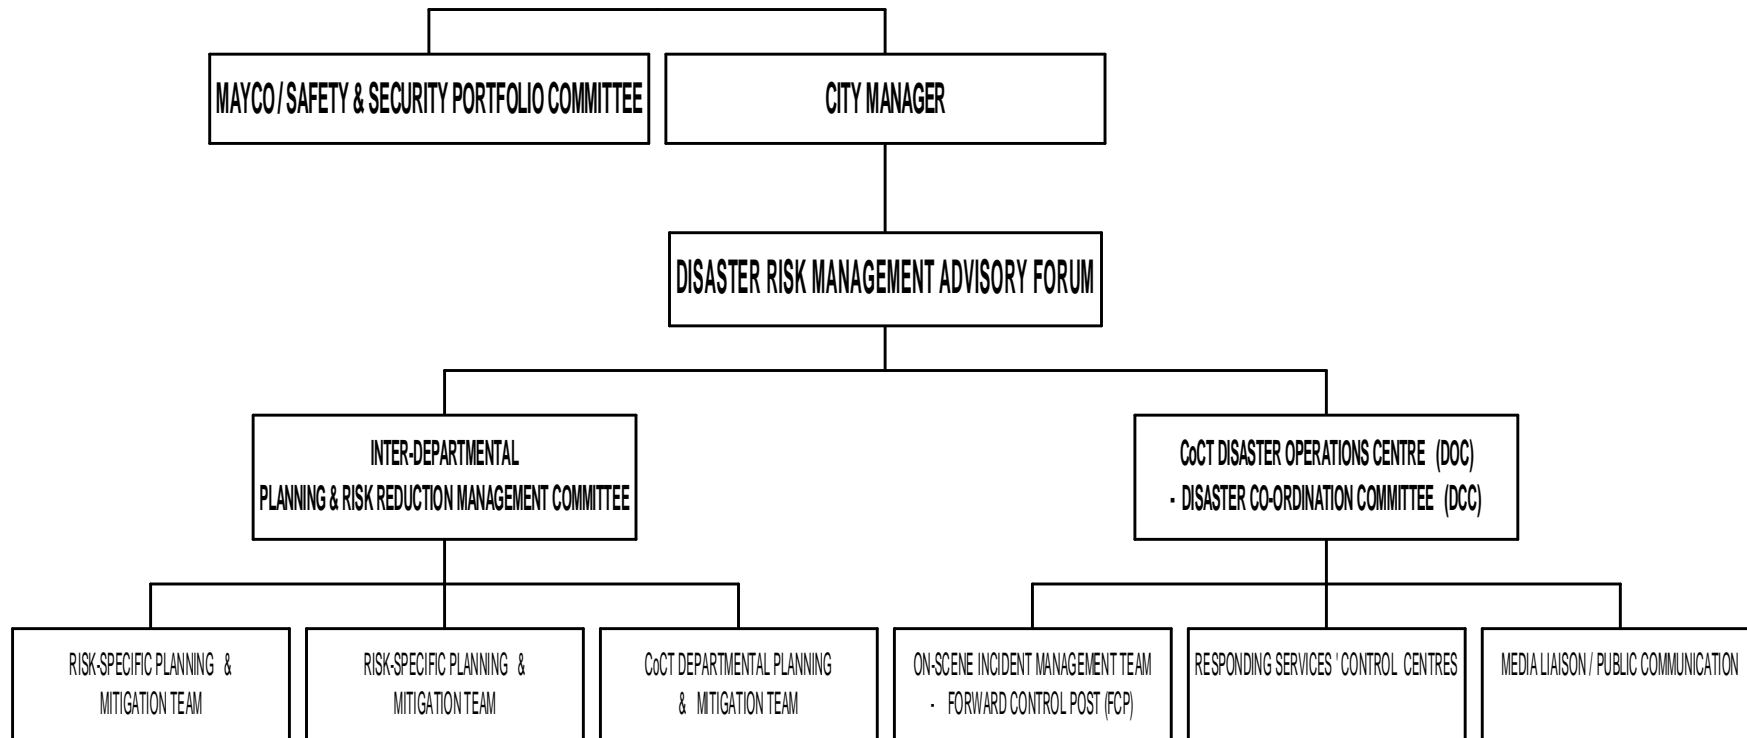 MAYCO / SAFETY & SECURITY PORTFOLIO COMMITTEE
CITY MANAGER
DISASTER RISK MANAGEMENT ADVISORY FORUM
INTER-DEPARTMENTAL
PLANNING & RISK REDUCTION MANAGEMENT COMMITTEE
CoCT DISASTER OPERATIONS CENTRE (DOC)
- DISASTER CO-ORDINATION COMMITTEE (DCC)
RISK-SPECIFIC PLANNING &
MITIGATION TEAM
RISK-SPECIFIC PLANNING &
MITIGATION TEAM
CoCT DEPARTMENTAL PLANNING
& MITIGATION TEAM
ON-SCENE INCIDENT MANAGEMENT TEAM
- FORWARD CONTROL POST (FCP)
RESPONDING SERVICES ' CONTROL CENTRES
MEDIA LIAISON / PUBLIC COMMUNICATION